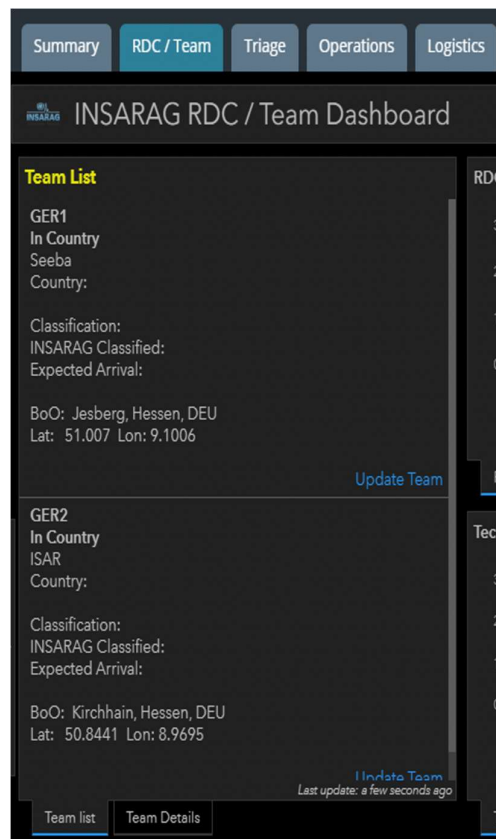 Summary
RDC / Team
Triage
Operations
Logistics
INSARAG
INSARAG RDC / Team Dashboard
Team List
GER1
In Country
Seeba
Country:
Classification:
INSARAG Classified:
Expected Arrival:
BoO: Jesberg, Hessen, DEU
Lat: 51.007 Lon: 9.1006
Update Team
GER2
In Country
ISAR
Country:
Classification:
INSARAG Classified:
Expected Arrival:
BoO: Kirchhain, Hessen, DEU
Lat: 50.8441 Lon: 8.9695
Update Team
Last update: a few seconds ago
Team list
Team Details